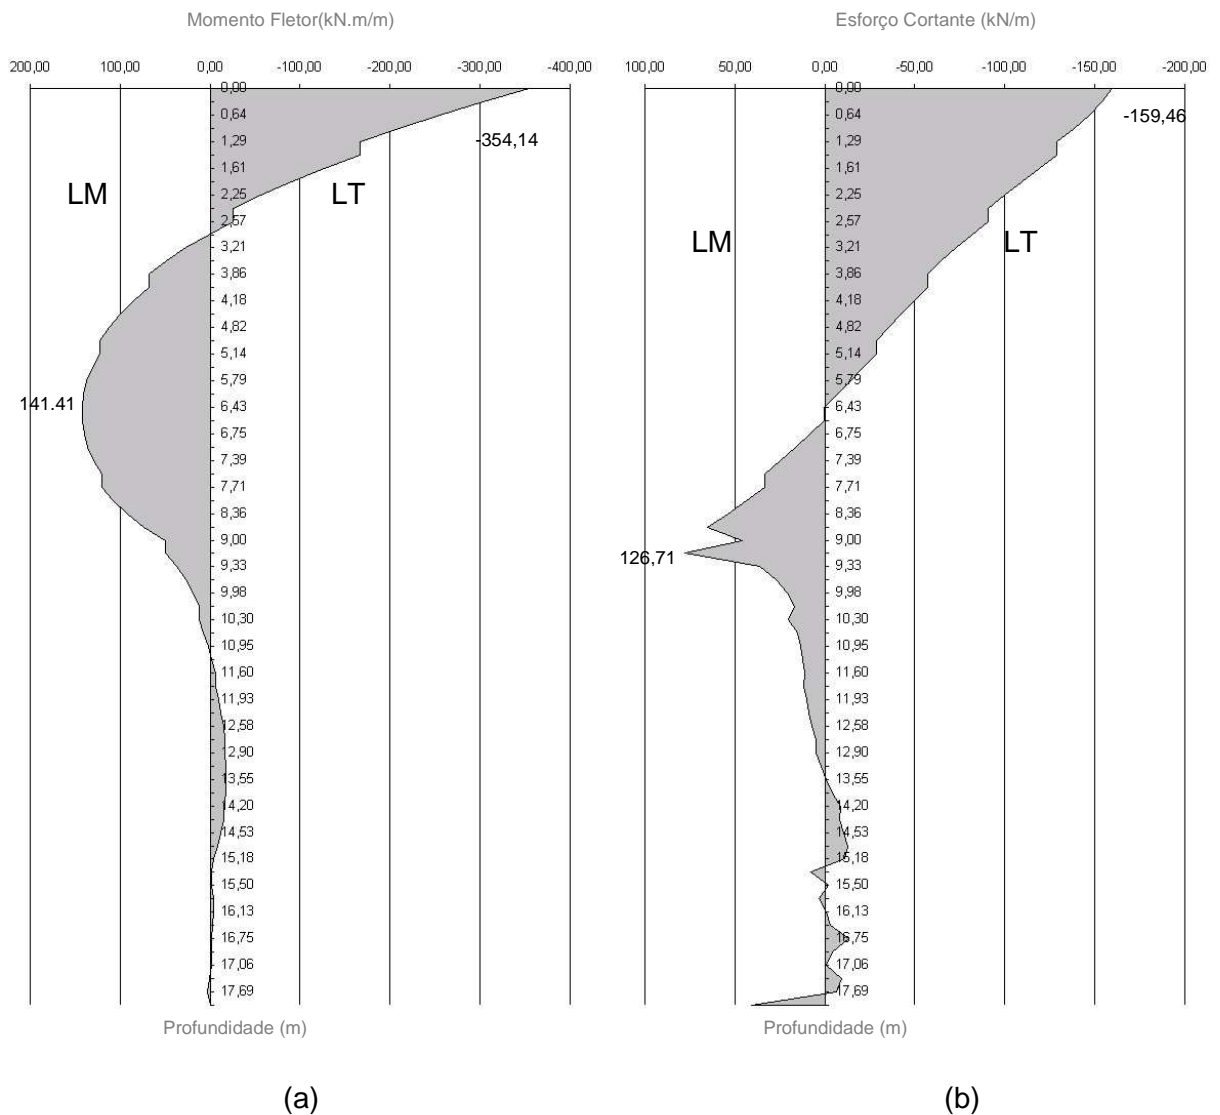 Momento Fletor(kN.m/m)
Esforço Cortante (kN/m)
200,00 100,00 0,00 -100,00 -200,00 -300,00 -400,00
100,00 50,00 0,00 -50,00 -100,00 -150,00 -200,00
0,00 0,00
0,64 0,64 -159,46
1,29 -354,14 1,29
1,61 1,61
LM 2,25 LT 2,25
2,57 2,57
3,21 LM 3,21 LT
3,86 3,86
4,18 4,18
4,82 4,82
5,14 5,14
5,79 5,79
141.41 6,43 6,43
6,75 6,75
7,39 7,39
7,71 7,71
8,36 8,36
9,00 9,00
9,33 126,71 9,33
9,98 9,98
10,30 10,30
10,95 10,95
11,60 11,60
11,93 11,93
12,58 12,58
12,90 12,90
13,55 13,55
14,20 14,20
14,53 14,53
15,18 15,18
15,50 15,50
16,13 16,13
16,75 16,75
17,06 17,06
17,69 17,69
Profundidade (m) Profundidade (m)
(a) (b)